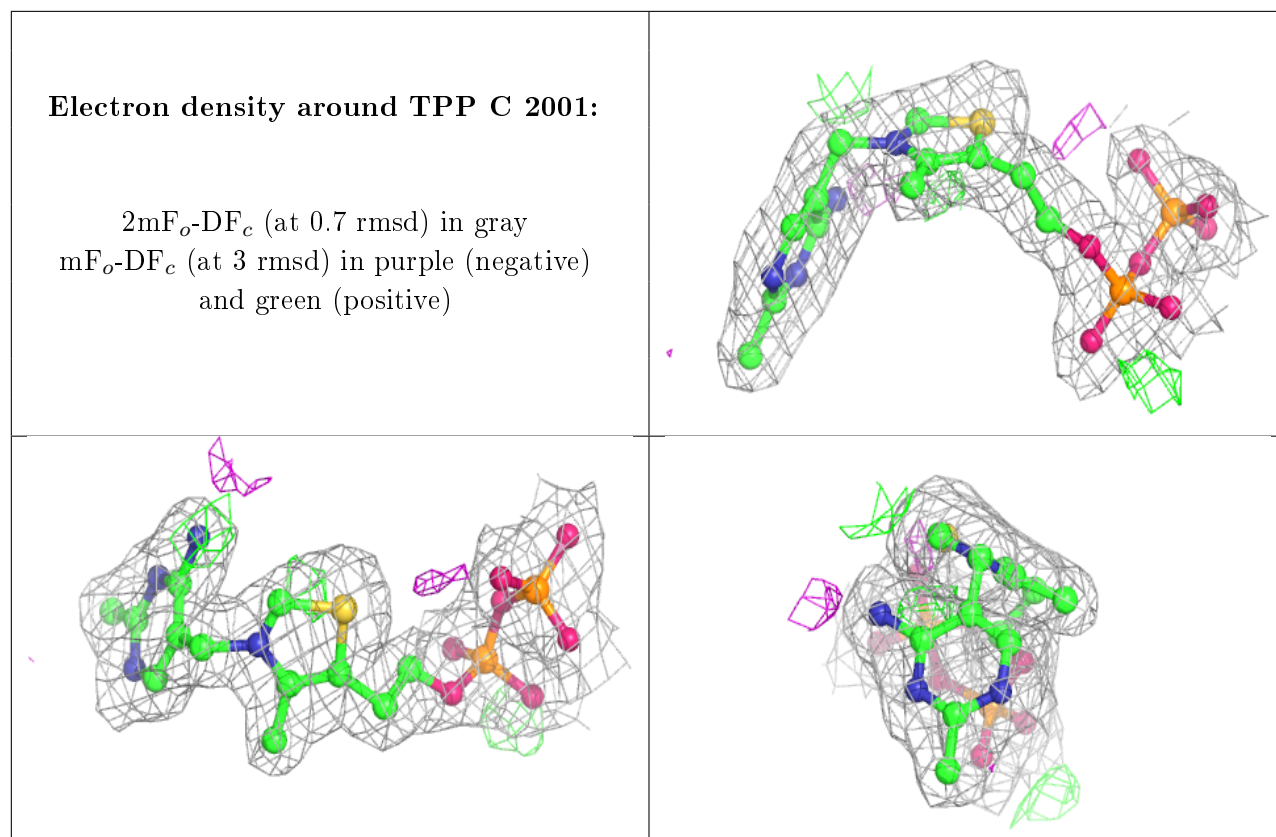 Electron density around TPP C 2001:
2mFo-DFc (at 0.7 rmsd) in gray
mFo-DFc (at 3 rmsd) in purple (negative)
and green (positive)